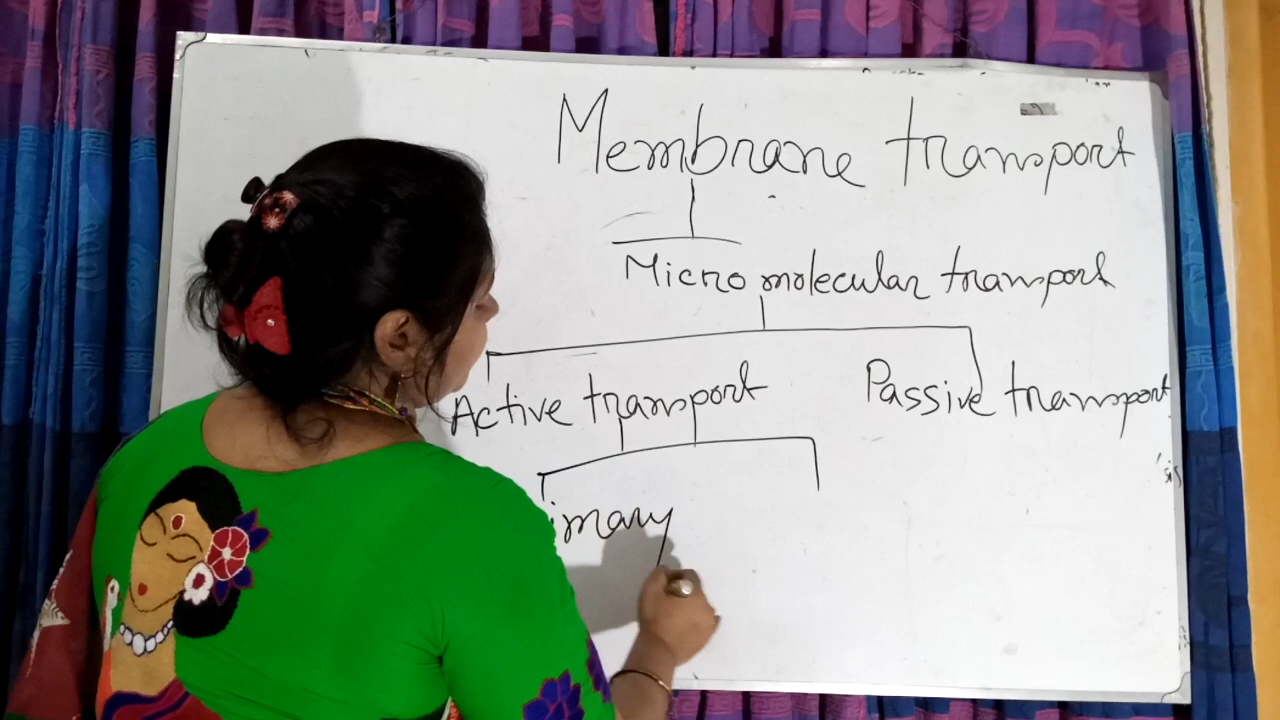 Membrane transport
Micro molecular transport
Active transport Passive transport
imary